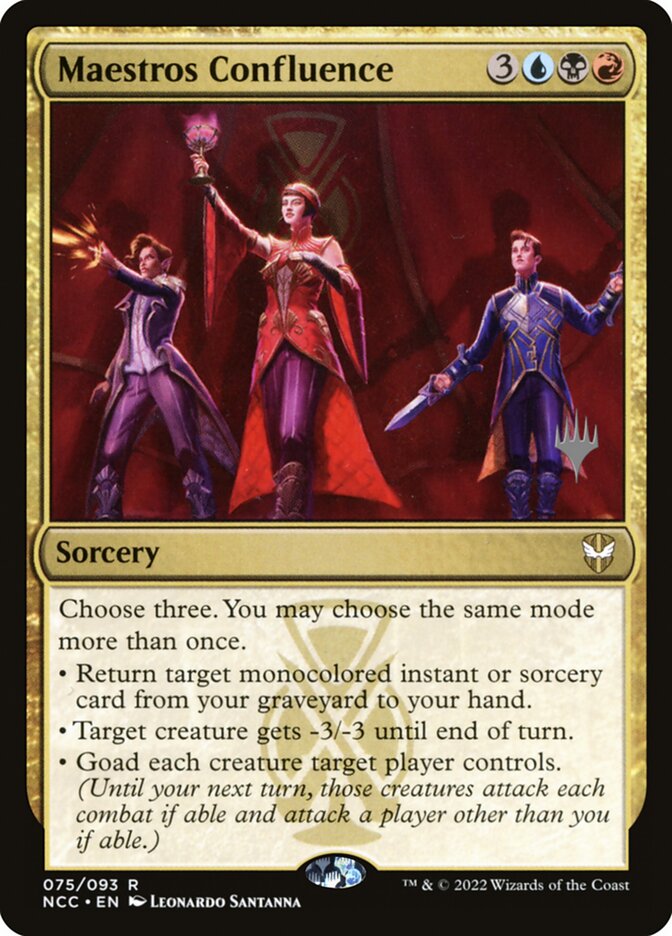 Maestros Confluence 3
Sorcery
Choose three. You may choose the same mode
more than once.
• Return target monocolored instant or sorcery
card from your graveyard to your hand.
• Target creature gets -3/-3 until end of turn.
• Goad each creature target player controls.
(Until your next turn, those creatures attack each
combat if able and attack a player other than you
if able.)
075/093 R
™ & © 2022 Wizards of the Coast
NCC • EN Leonardo Santanna